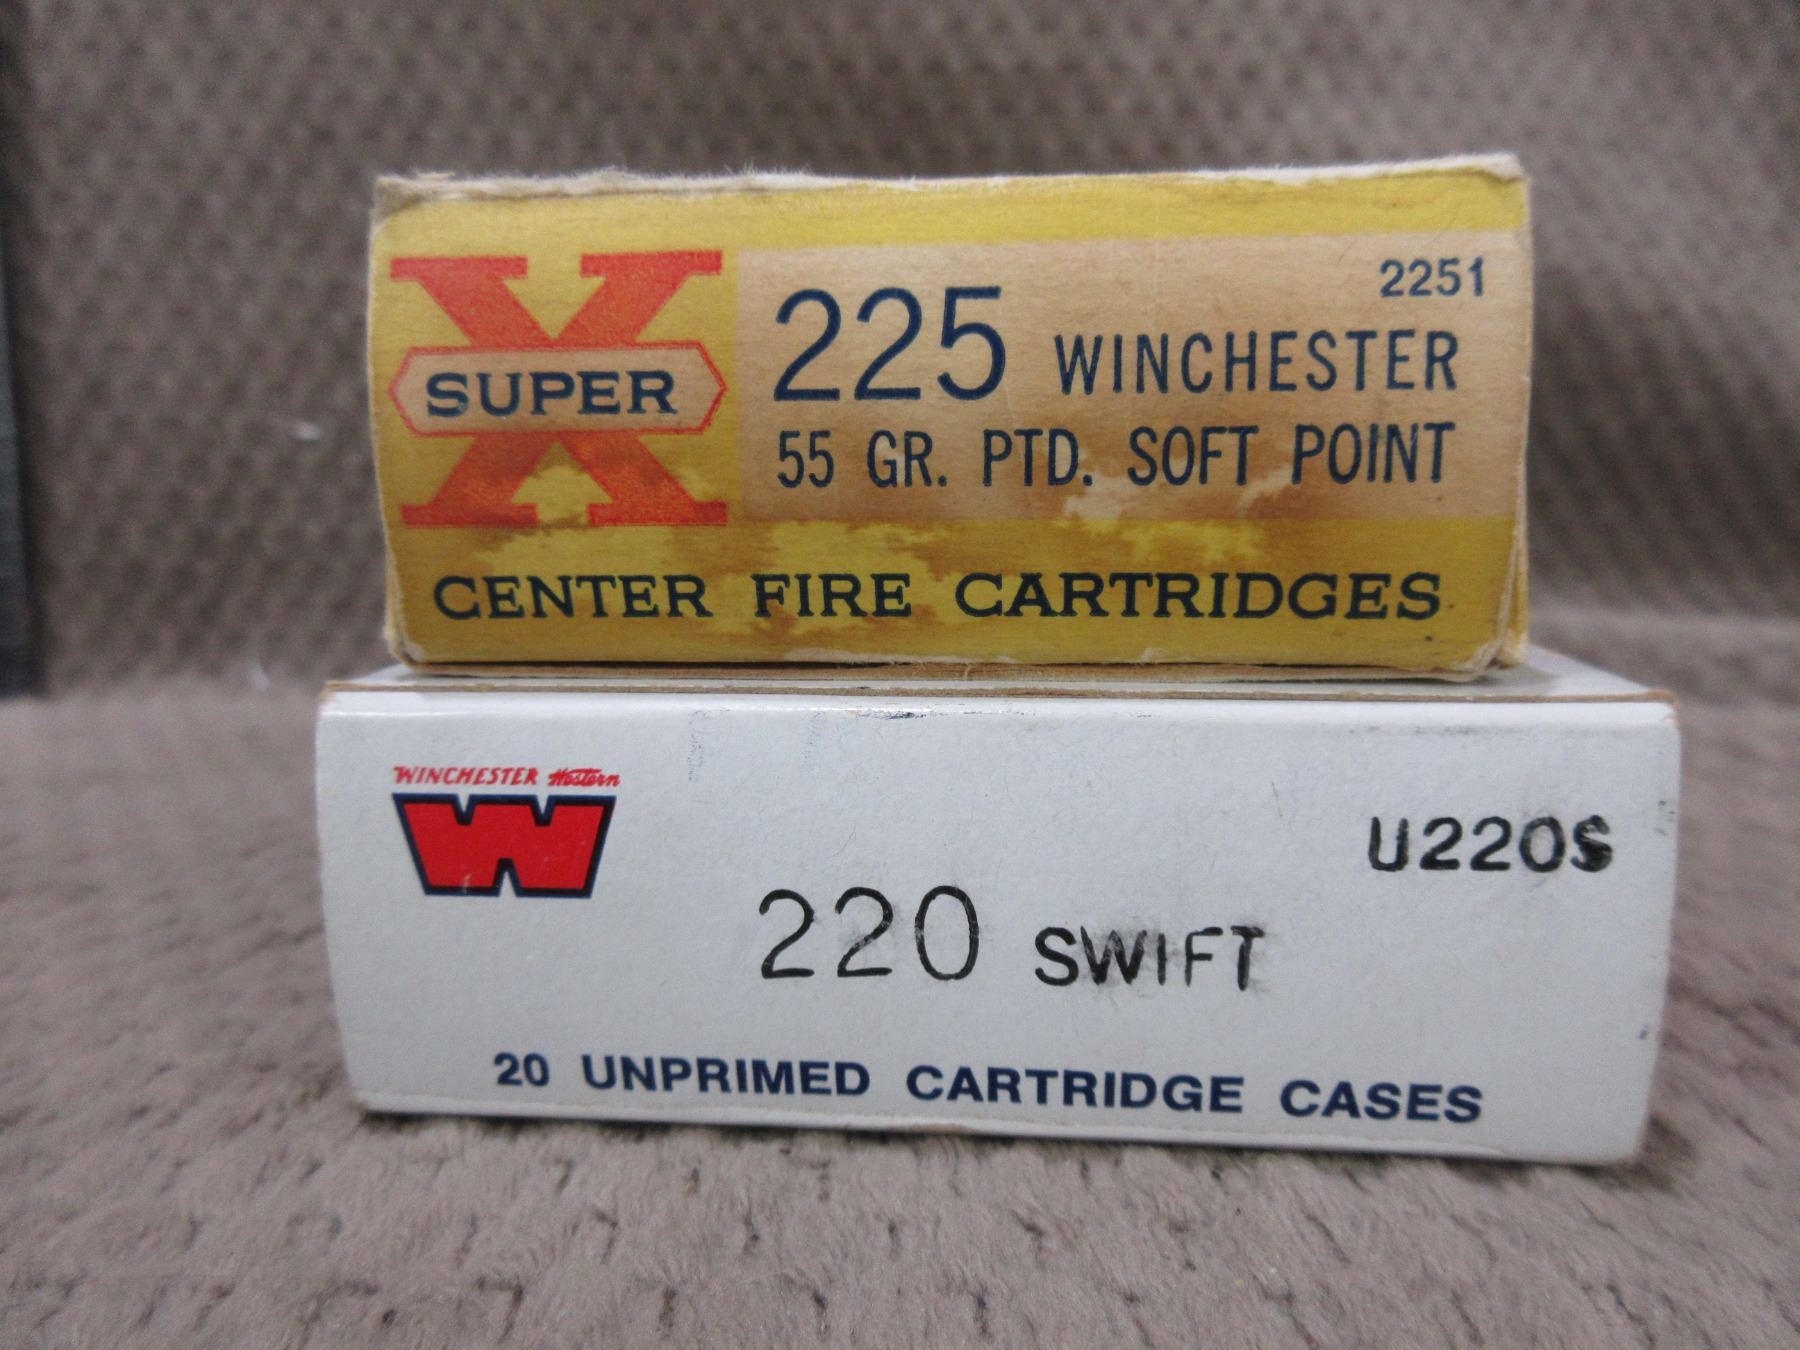 2251
225 WINCHESTER
X
SUPER
55 GR. PTD. SOFT POINT
CENTER FIRE CARTRIDGES
WINCHESTER Western
W
U220S
220 SWIFT
20 UNPRIMED CARTRIDGE CASES